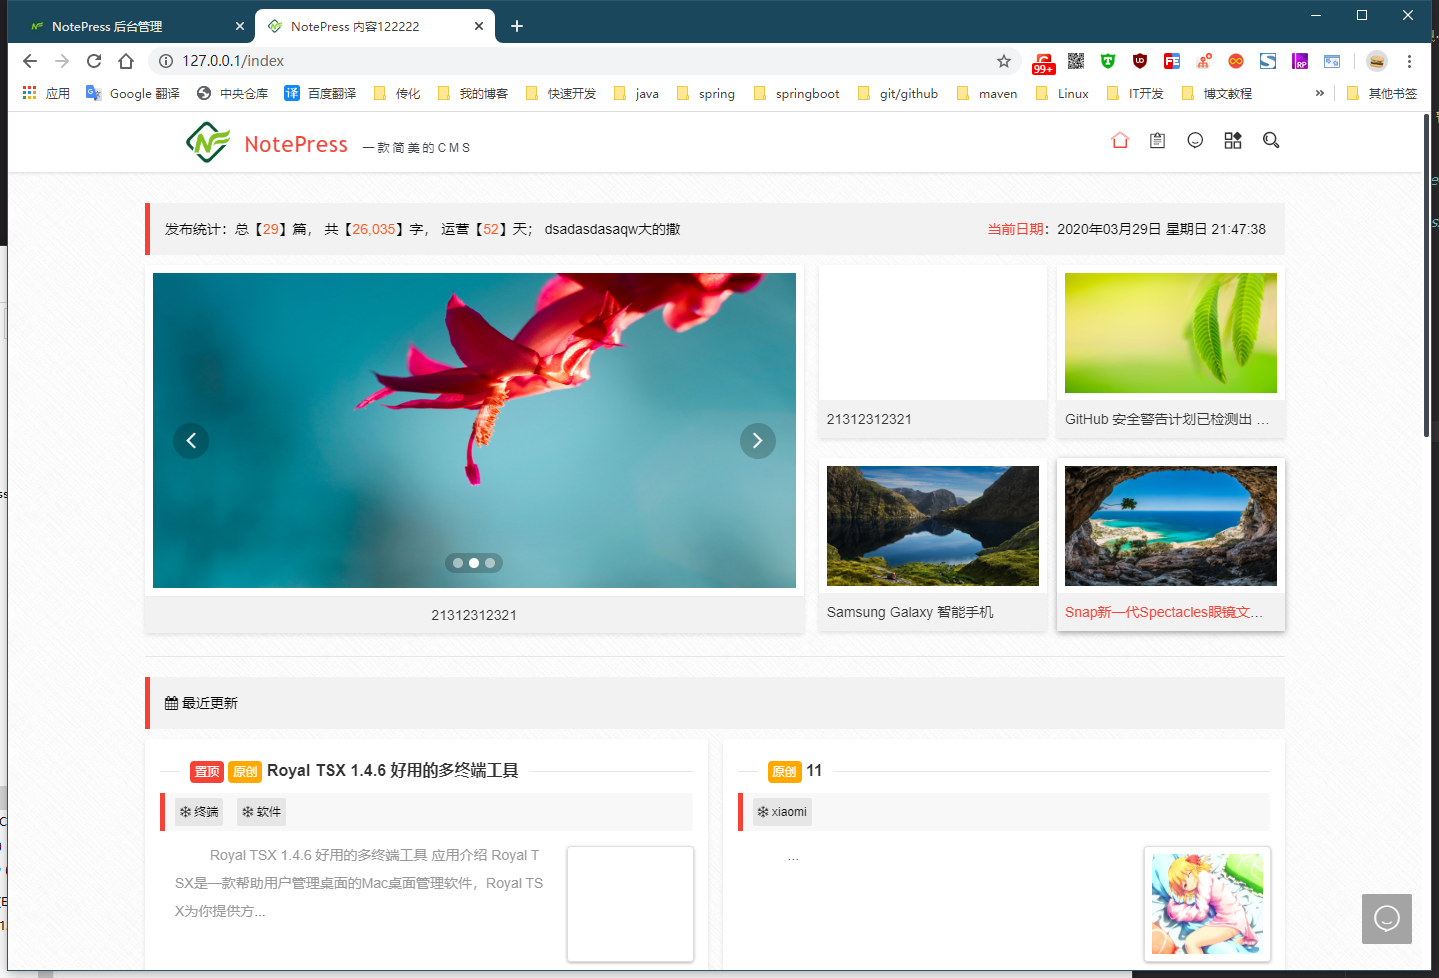 NotePress 后台管理
NotePress 内容122222
127.0.0.1/index
99+
应用
Google 翻译
中央仓库
译 百度翻译
传化
我的博客
快速开发
java
spring
springboot
git/github
maven
Linux
IT开发
博文教程
»
其他书签
NotePress 一款简美的CMS
发布统计：总【29】篇， 共【26,035】字， 运营【52】天； dsadasdasaqw大的撒
当前日期：2020年03月29日 星期日 21:47:38
21312312321
GitHub 安全警告计划已检测出 ...
21312312321
Samsung Galaxy 智能手机
Snap新一代Spectacles眼镜文...
最近更新
置顶 原创 Royal TSX 1.4.6 好用的多终端工具
终端 软件
Royal TSX 1.4.6 好用的多终端工具 应用介绍 Royal T
SX是一款帮助用户管理桌面的Mac桌面管理软件，Royal TS
X为你提供方...
原创 11
xiaomi
...